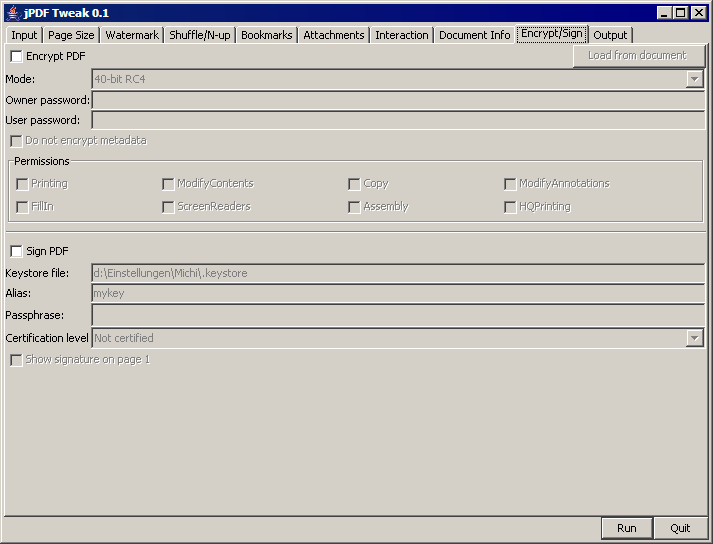 jPDF Tweak 0.1
Input Page Size Watermark Shuffle/N-up Bookmarks Attachments Interaction Document Info Encrypt/Sign Output
Encrypt PDF Load from document
Mode: 40-bit RC4
Owner password:
User password:
Do not encrypt metadata
Permissions
Printing ModifyContents Copy ModifyAnnotations
FillIn ScreenReaders Assembly HQPrinting
Sign PDF
Keystore file: d:\Einstellungen\Michi\.keystore
Alias: mykey
Passphrase:
Certification level Not certified
Show signature on page 1
Run Quit